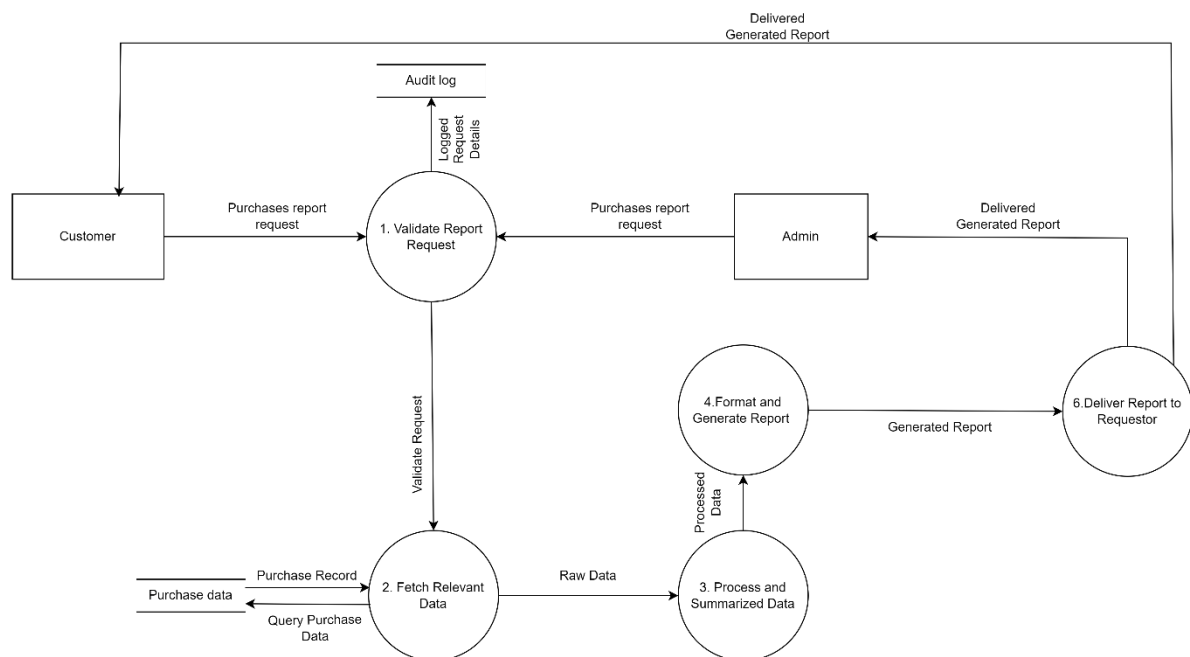 Delivered
Generated Report
Audit log
Logged
Request
Details
Customer
Purchases report
request
1. Validate Report
Request
Purchases report
request
Admin
Delivered
Generated Report
Validate Request
4.Format and
Generate Report
Generated Report
6.Deliver Report to
Requestor
Processed
Data
Purchase data
Purchase Record
Query Purchase
Data
2. Fetch Relevant
Data
Raw Data
3. Process and
Summarized Data